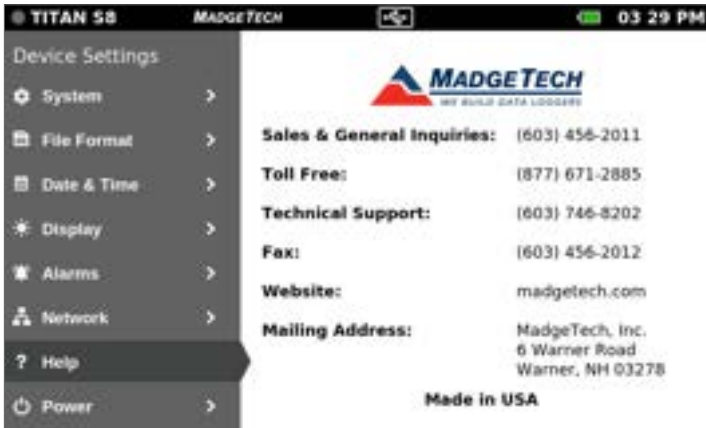 TITAN S8 MADGETECH 03 29 PM
Device Settings
System
File Format
Date & Time
Display
Alarms
Network
? Help
Power
MADGETECH
WE BUILD DATA LOGGERS
Sales & General Inquiries: (603) 456-2011
Toll Free: (877) 671-2885
Technical Support: (603) 746-8202
Fax: (603) 456-2012
Website: madgetech.com
Mailing Address: MadgeTech, Inc.
6 Warner Road
Warner, NH 03278
Made in USA